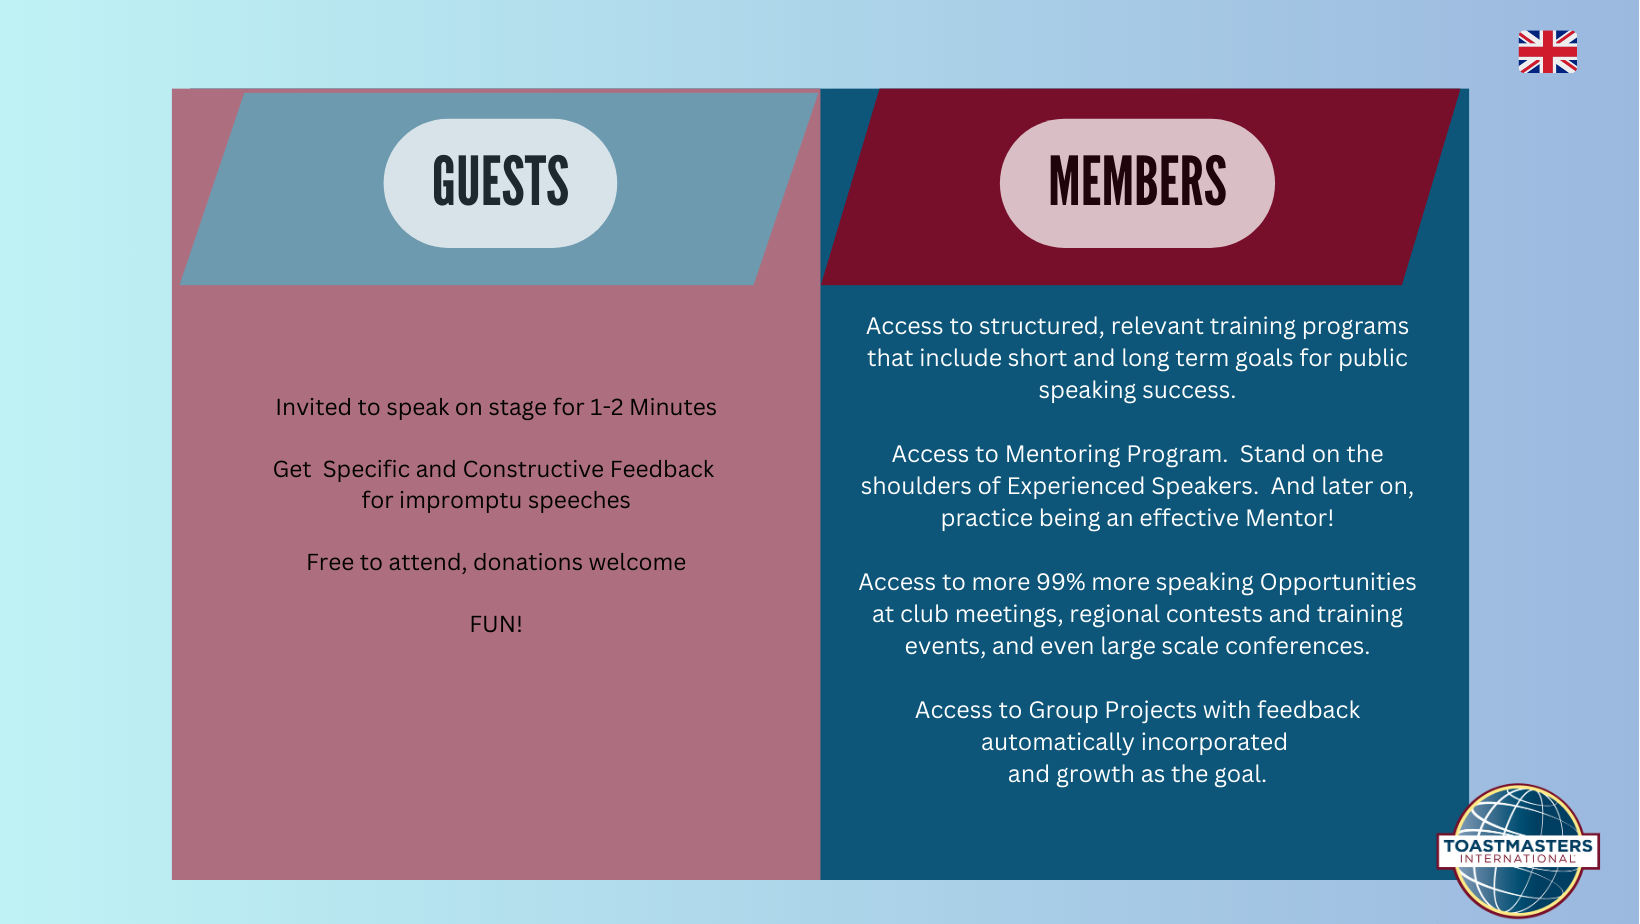 GUESTS
Invited to speak on stage for 1-2 Minutes
Get  Specific and Constructive Feedback
for impromptu speeches
Free to attend, donations welcome
FUN!
MEMBERS
Access to structured, relevant training programs
that include short and long term goals for public
speaking success.
Access to Mentoring Program.  Stand on the
shoulders of Experienced Speakers.  And later on,
practice being an effective Mentor!
Access to more 99% more speaking Opportunities
at club meetings, regional contests and training
events, and even large scale conferences.
Access to Group Projects with feedback
automatically incorporated
and growth as the goal.
TOASTMASTERS
INTERNATIONAL